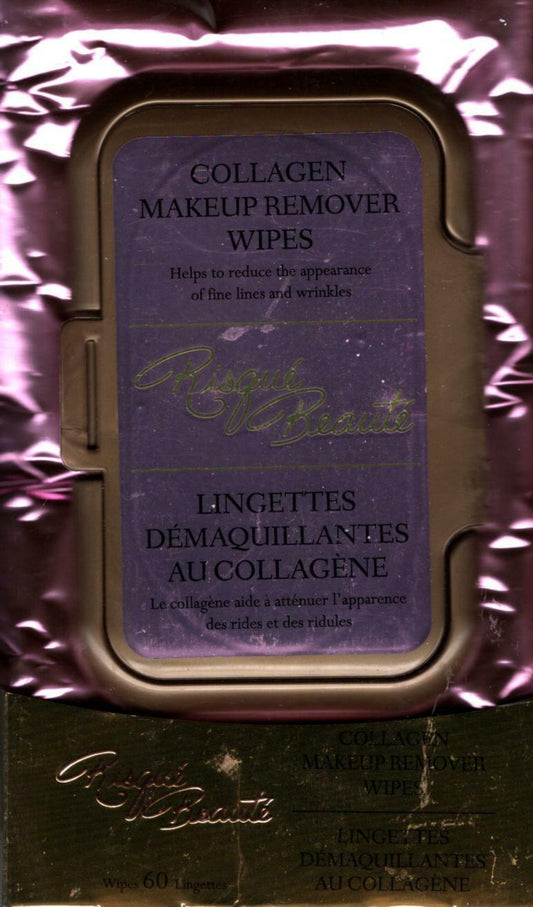 COLLAGEN
MAKEUP REMOVER
WIPES
Helps to reduce the appearance
of fine lines and wrinkles
Risqué
Beauté
LINGETTES
DÉMAQUILLANTES
AU COLLAGÈNE
Le collagène aide à atténuer l'apparence
des rides et des ridules
Risqué
Beauté
Wipes 60 Lingettes
COLLAGEN
MAKEUP REMOVER
WIPES
LINGETTES
DÉMAQUILLANTES
AU COLLAGÈNE